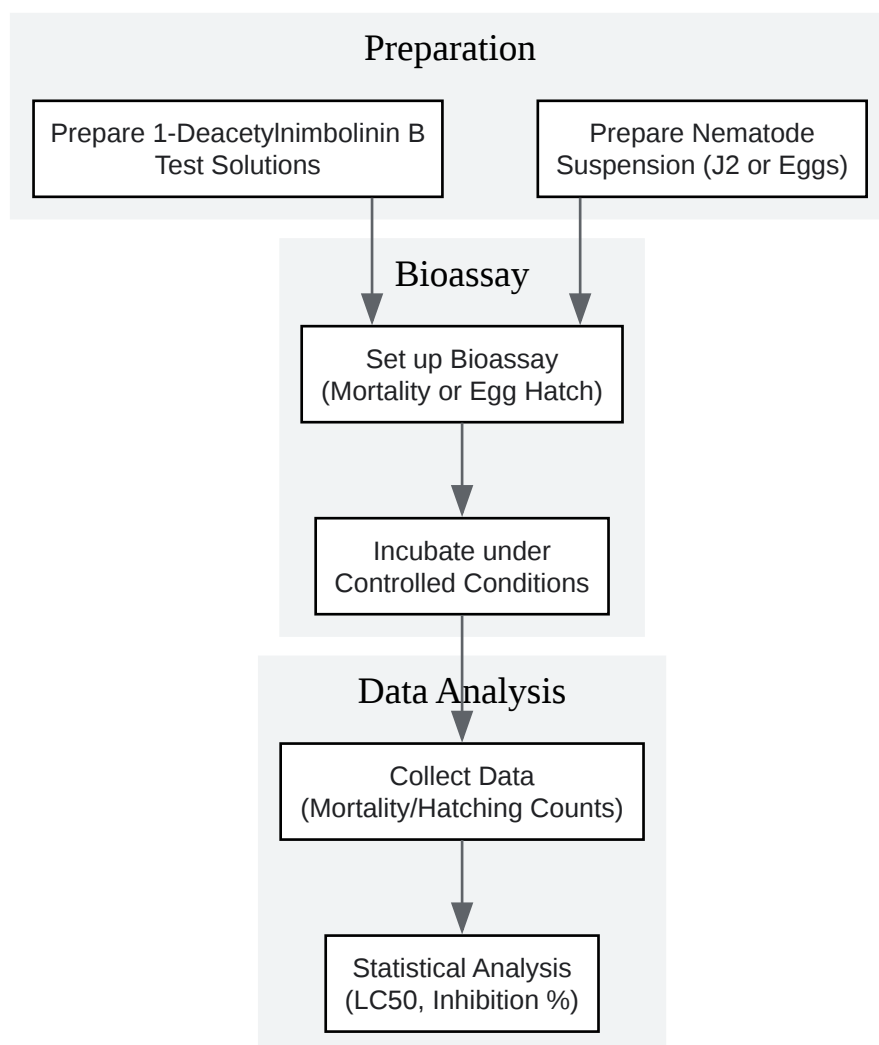 Preparation
Prepare 1-Deacetylnimbolinin B
Test Solutions
Prepare Nematode
Suspension (J2 or Eggs)
Bioassay
Set up Bioassay
(Mortality or Egg Hatch)
Incubate under
Controlled Conditions
Data Analysis
Collect Data
(Mortality/Hatching Counts)
Statistical Analysis
(LC50, Inhibition %)